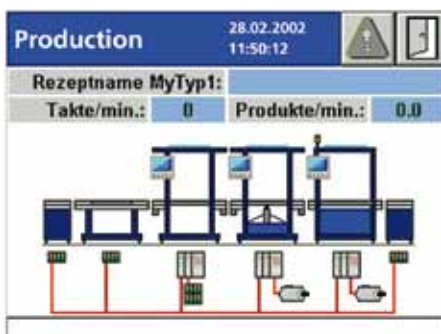 Production 28.02.2002
11:50:12
Rezeptname MyTyp1:
Takte/min.: 0 Produkte/min.: 0.0